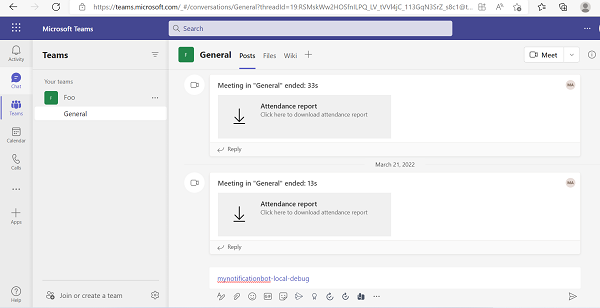 https://teams.microsoft.com/_#/conversations/General?threadId=19:RSMskWw2HOSfnILPQ_LV_tVVl4jC_113GqN3SrZ_s8c1@t...
Microsoft Teams
Search
Activity
Chat
Teams
Calendar
Calls
Apps
Help
Teams
Your teams
F
Foo
General
Join or create a team
F
General
Posts
Files
Wiki
Meet
Meeting in "General" ended: 33s
Attendance report
Click here to download attendance report
Reply
March 21, 2022
Meeting in "General" ended: 13s
Attendance report
Click here to download attendance report
Reply
mynotificationbot-local-debug